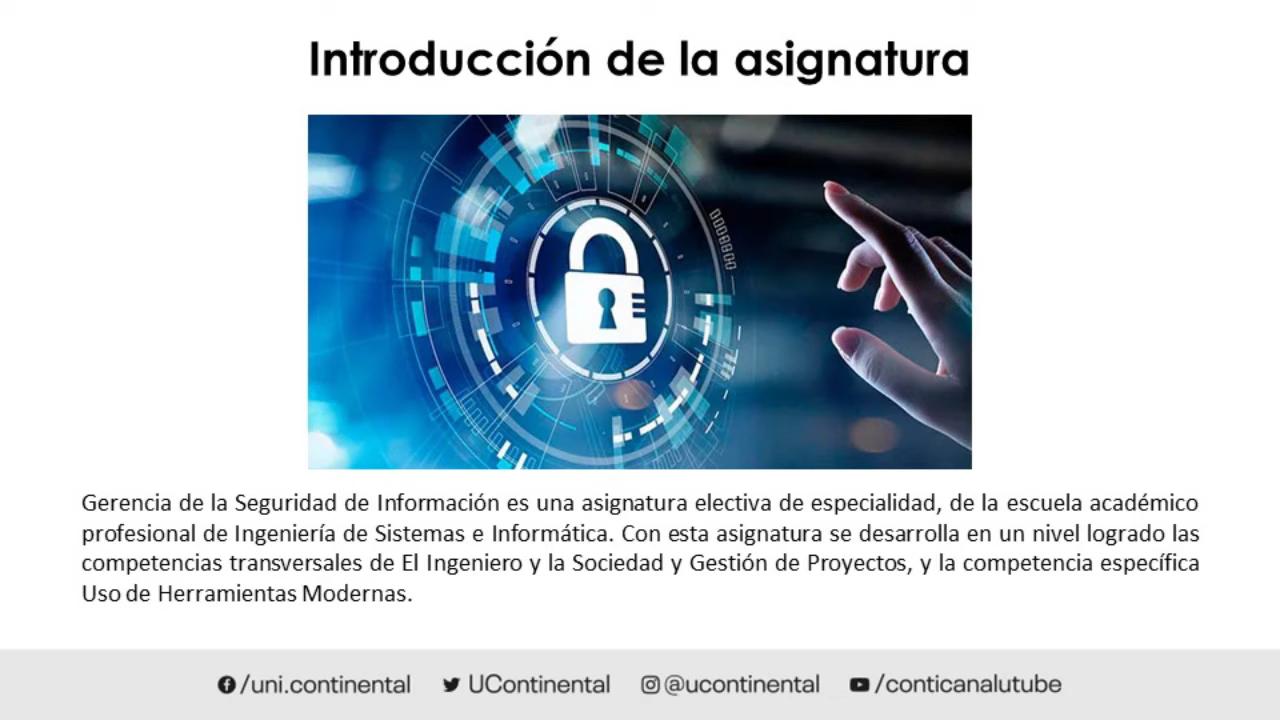 Introducción de la asignatura
Gerencia de la Seguridad de Información es una asignatura electiva de especialidad, de la escuela académico
profesional de Ingeniería de Sistemas e Informática. Con esta asignatura se desarrolla en un nivel logrado las
competencias transversales de El Ingeniero y la Sociedad y Gestión de Proyectos, y la competencia específica
Uso de Herramientas Modernas.
/uni.continental UContinental @ucontinental /conticanalutube